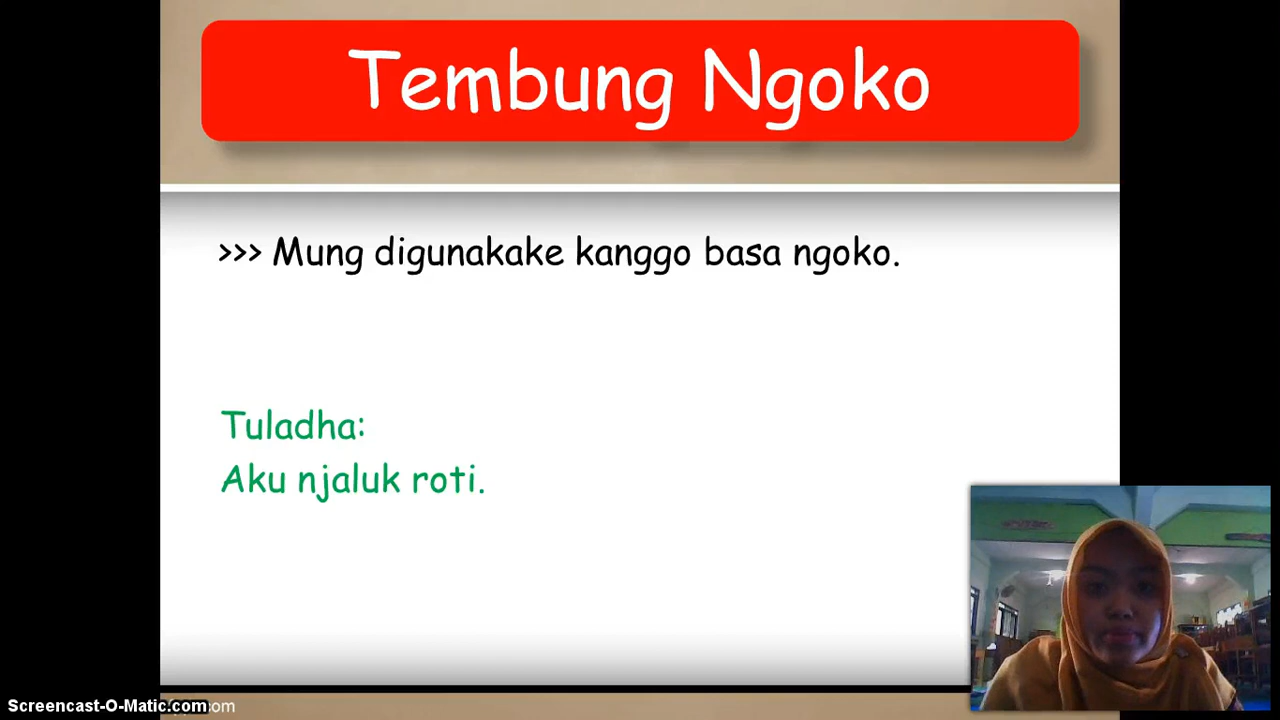 Tembung Ngoko
>>> Mung digunakake kanggo basa ngoko.
Tuladha:
Aku njaluk roti.
Screencast-O-Matic.com